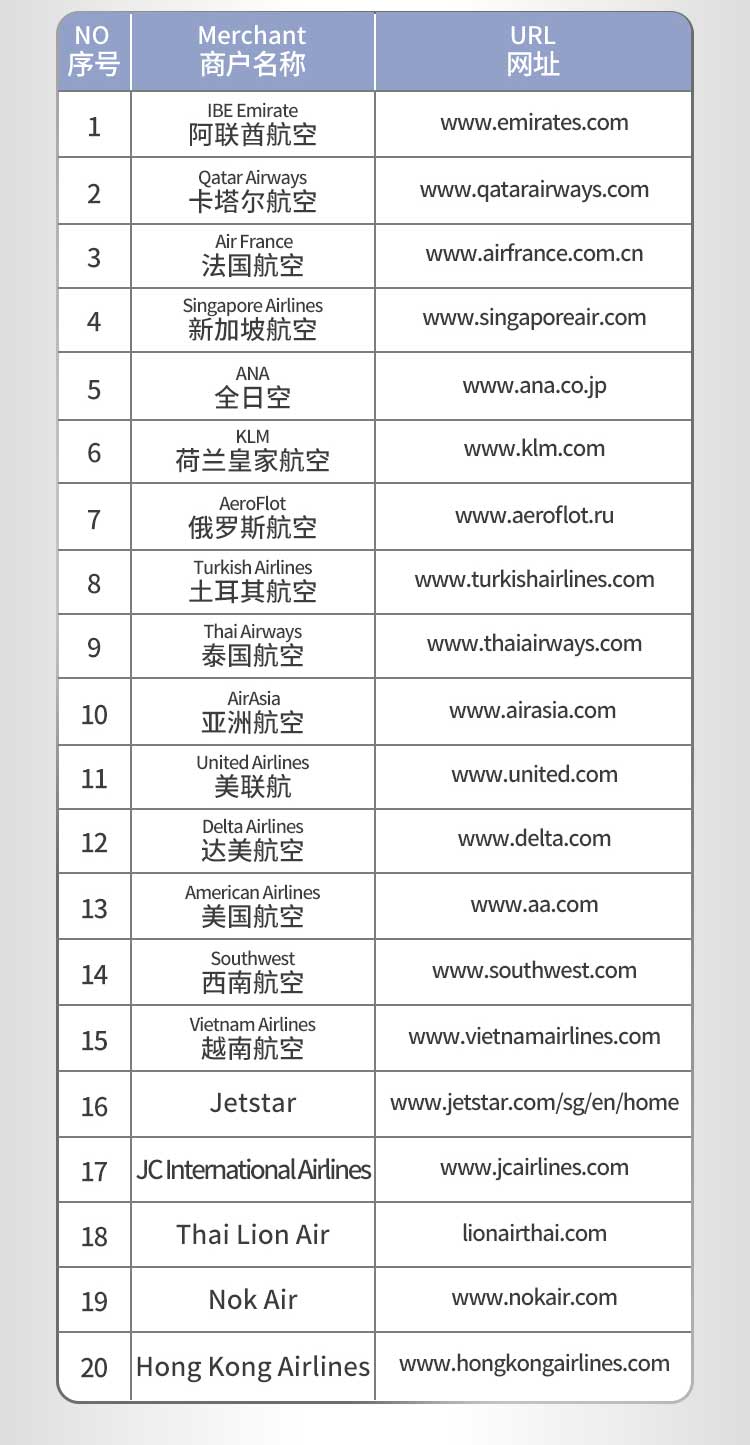 NO Merchant URL
序号 商户名称 网址
1 IBE Emirate www.emirates.com
阿联酋航空
2 Qatar Airways www.qatarairways.com
卡塔尔航空
3 Air France www.airfrance.com.cn
法国航空
4 Singapore Airlines www.singaporeair.com
新加坡航空
5 ANA www.ana.co.jp
全日空
6 KLM www.klm.com
荷兰皇家航空
7 AeroFlot www.aeroflot.ru
俄罗斯航空
8 Turkish Airlines www.turkishairlines.com
土耳其航空
9 Thai Airways www.thaiairways.com
泰国航空
10 AirAsia www.airasia.com
亚洲航空
11 United Airlines www.united.com
美联航
12 Delta Airlines www.delta.com
达美航空
13 American Airlines www.aa.com
美国航空
14 Southwest www.southwest.com
西南航空
15 Vietnam Airlines www.vietnamairlines.com
越南航空
16 Jetstar www.jetstar.com/sg/en/home
17 JC International Airlines www.jcairlines.com
18 Thai Lion Air lionairthai.com
19 Nok Air www.nokair.com
20 Hong Kong Airlines www.hongkongairlines.com